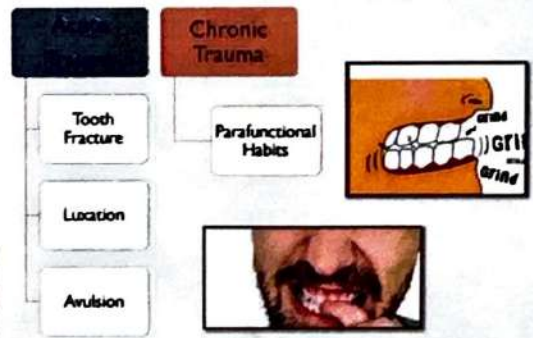 Chronic
Trauma
Tooth
Fracture
Parafunctional
Habits
Luxation
Avulsion
Grind
Grind
Grind